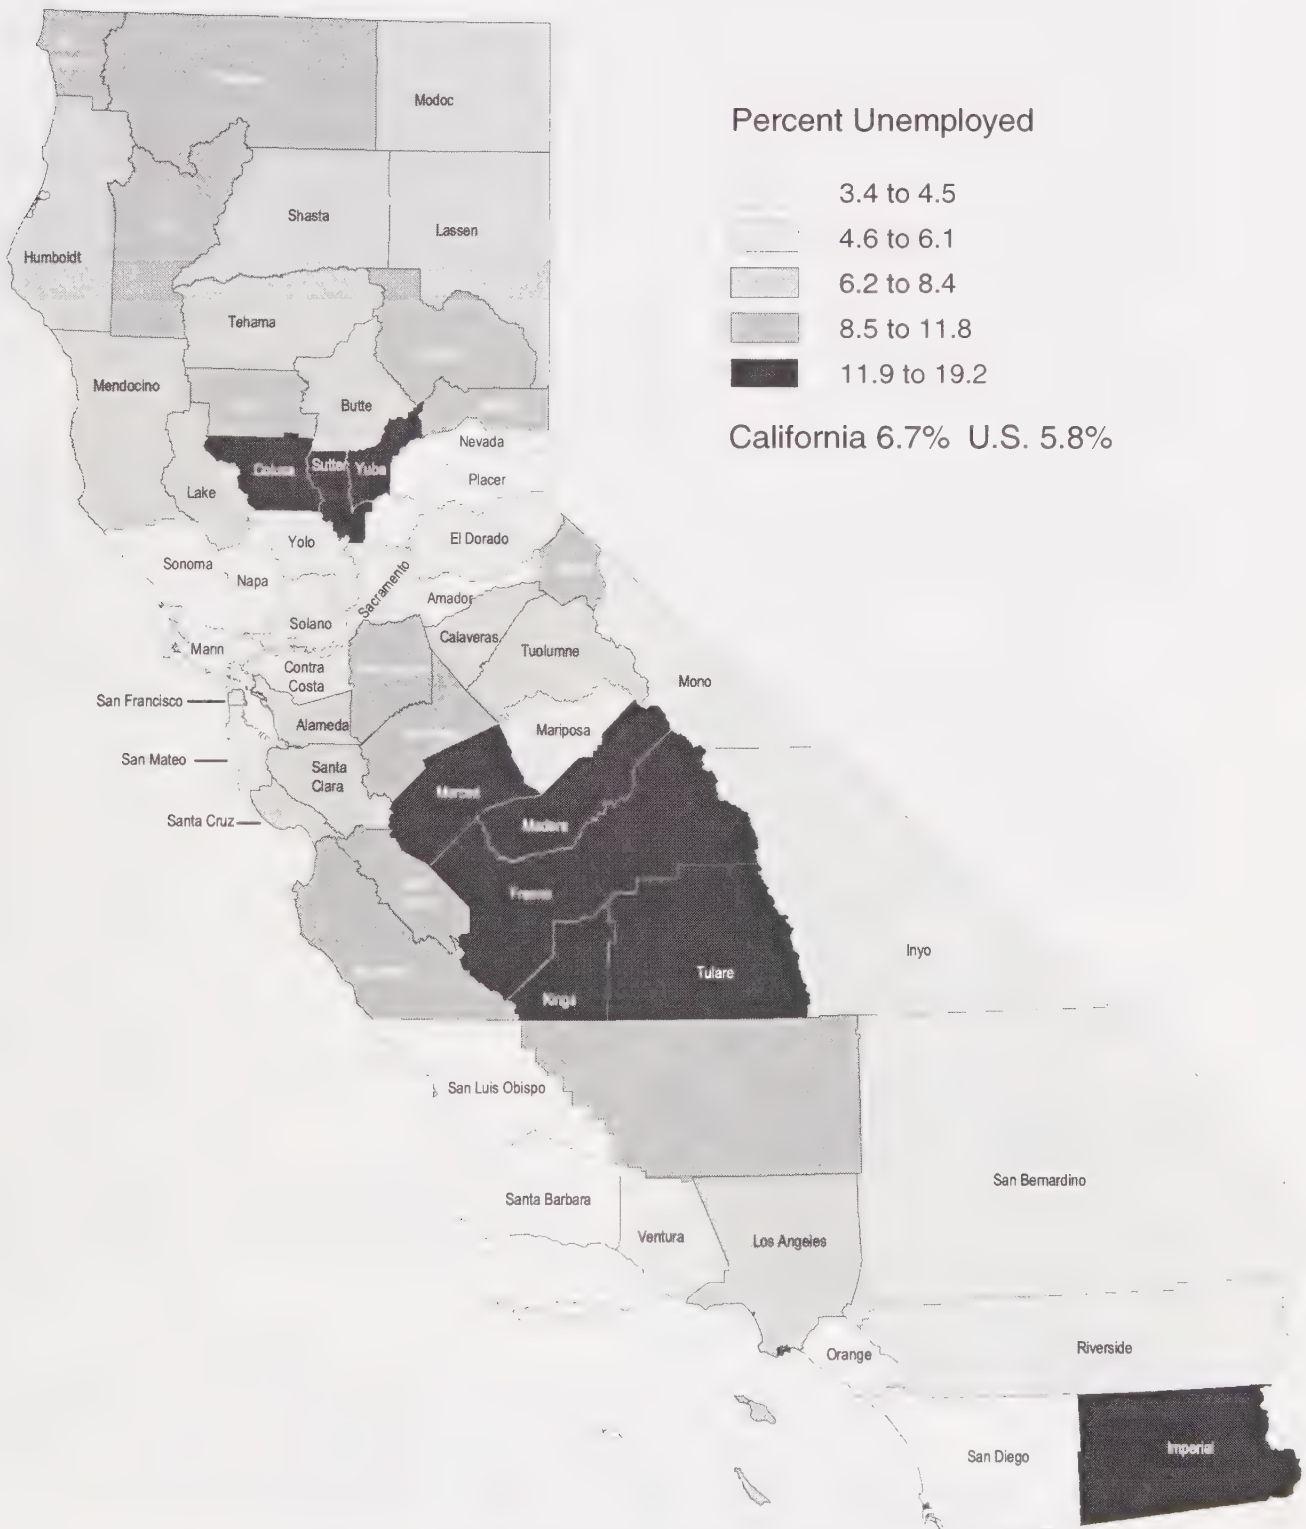 Modoc
Percent Unemployed
3.4 to 4.5
4.6 to 6.1
6.2 to 8.4
8.5 to 11.8
11.9 to 19.2
California 6.7% U.S. 5.8%
Shasta
Lassen
Humboldt
Tehama
Mendocino
Butte
Nevada
Colusa
Sutter
Yuba
Placer
Lake
Yolo
El Dorado
Sonoma
Napa
Sacramento
Amador
Solano
Calaveras
Marin
Tuolumne
Contra
Costa
Mono
San Francisco
Alameda
Mariposa
San Mateo
Santa
Clara
Merced
Santa Cruz
Madera
Fresno
Inyo
Tulare
Kings
San Luis Obispo
San Bernardino
Santa Barbara
Ventura
Los Angeles
Riverside
Orange
Imperial
San Diego